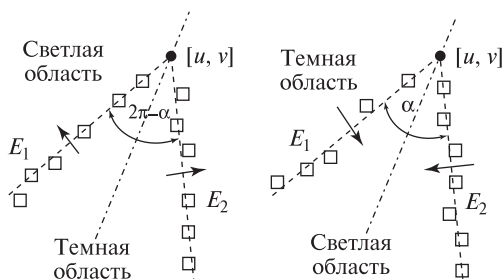 Светлая
область
[u, v]
2π–α
E1
E2
Темная
область
Темная
область
[u, v]
α
E1
E2
Светлая
область